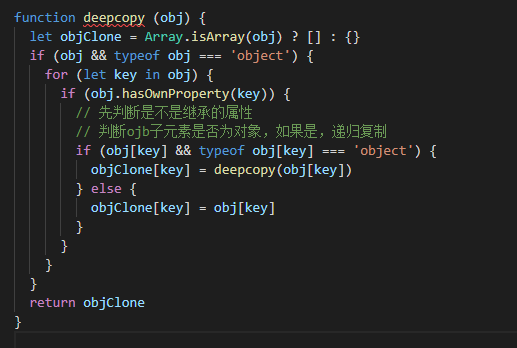 function deepcopy (obj) {
  let objClone = Array.isArray(obj) ? [] : {}
  if (obj && typeof obj === 'object') {
    for (let key in obj) {
      if (obj.hasOwnProperty(key)) {
        // 先判断是不是继承的属性
        // 判断ojb子元素是否为对象，如果是，递归复制
        if (obj[key] && typeof obj[key] === 'object') {
          objClone[key] = deepcopy(obj[key])
        } else {
          objClone[key] = obj[key]
        }
      }
    }
  }
  return objClone
}